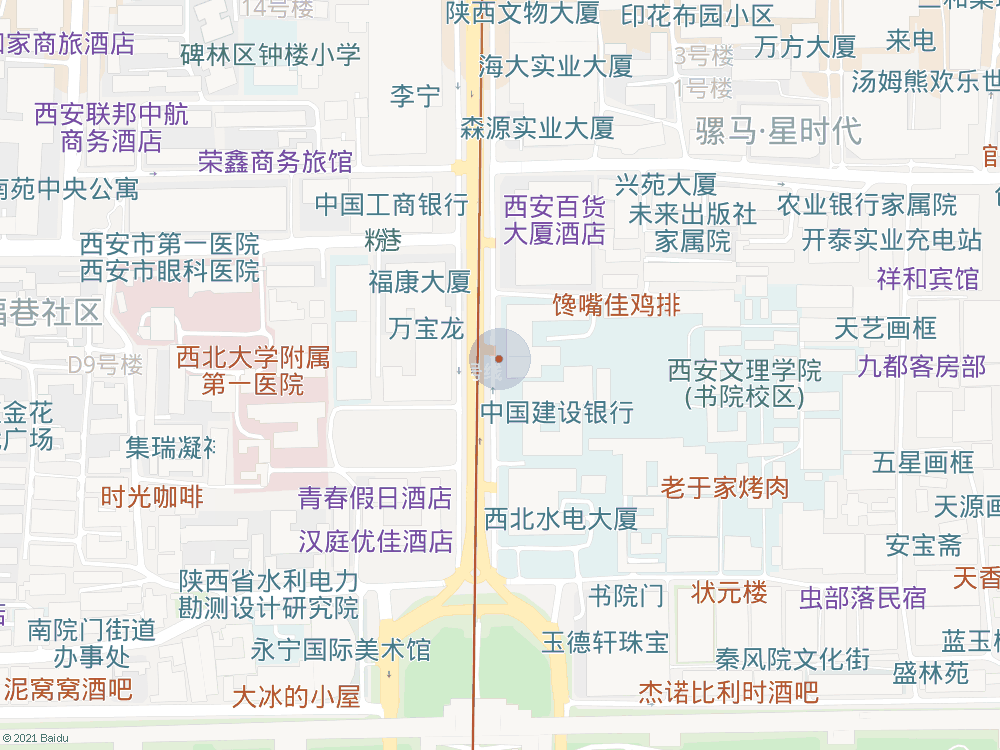 14号楼
陕西文物大厦
印花布园小区
和家商旅酒店
碑林区钟楼小学
3号楼
万方大厦
来电
海大实业大厦
李宁
1号楼
汤姆熊欢乐世
西安联邦中航
商务酒店
森源实业大厦
骡马·星时代
荣鑫商务旅馆
南苑中央公寓
中国工商银行
西安百货
大厦酒店
兴苑大厦
未来出版社
家属院
农业银行家属院
粉巷
开泰实业充电站
西安市第一医院
西安市眼科医院
福康大厦
祥和宾馆
福巷社区
馋嘴佳鸡排
万宝龙
天艺画框
D9号楼
西北大学附属
第一医院
西安文理学院
(书院校区)
九都客房部
金花
广场
中国建设银行
集瑞凝衤
五星画框
时光咖啡
青春假日酒店
老于家烤肉
天源画
西北水电大厦
汉庭优佳酒店
安宝斋
陕西省水利电力
勘测设计研究院
书院门
状元楼
虫部落民宿
天香
南院门街道
办事处
永宁国际美术馆
玉德轩珠宝
秦风院文化街
蓝玉
盛林苑
泥窝窝酒吧
大冰的小屋
杰诺比利时酒吧
© 2021 Baidu